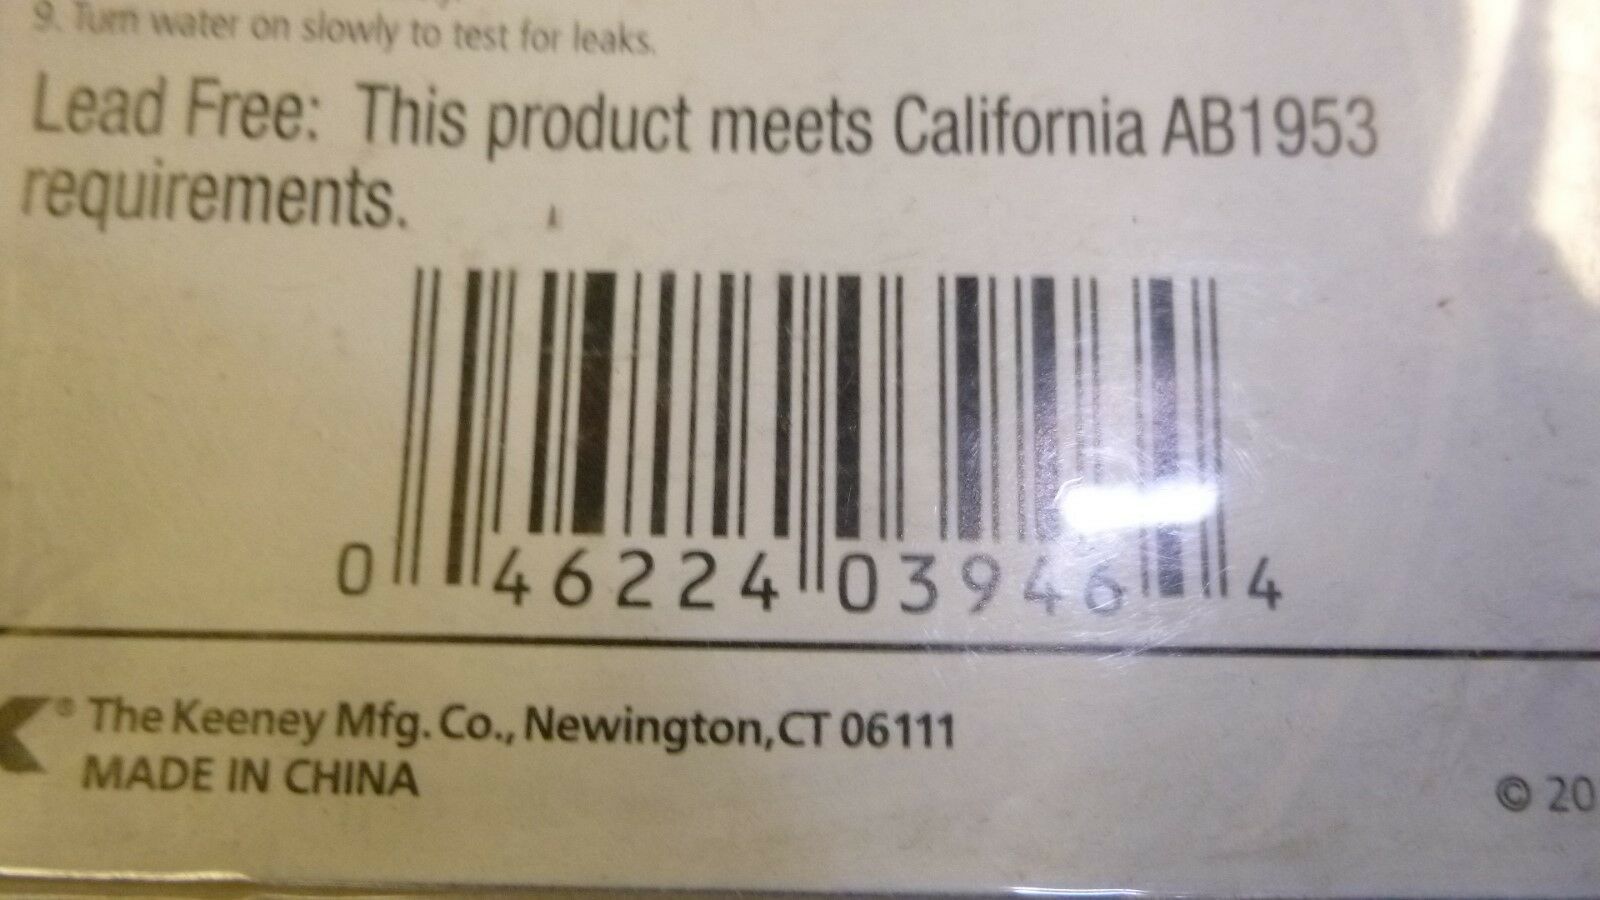 9. Turn water on slowly to test for leaks.
Lead Free: This product meets California AB1953
requirements.
0 46224 03946 4
® The Keeney Mfg. Co., Newington, CT 06111
MADE IN CHINA
© 20